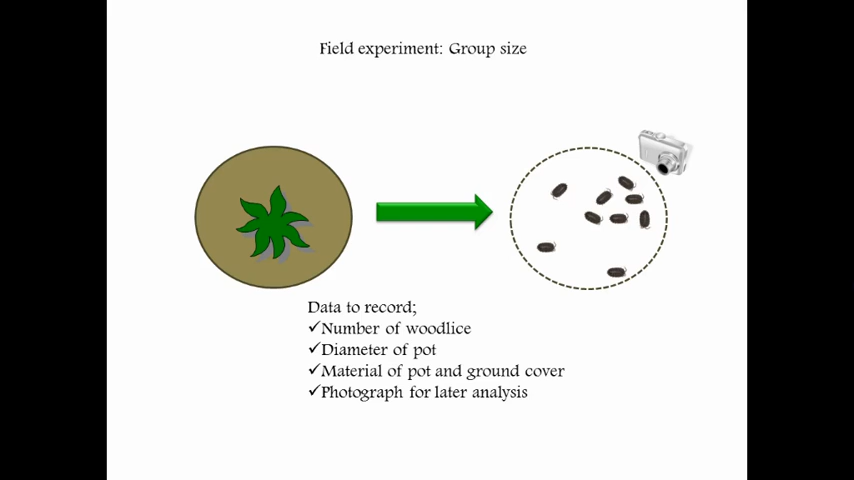 Field experiment: Group size
Data to record;
✓Number of woodlice
✓Diameter of pot
✓Material of pot and ground cover
✓Photograph for later analysis